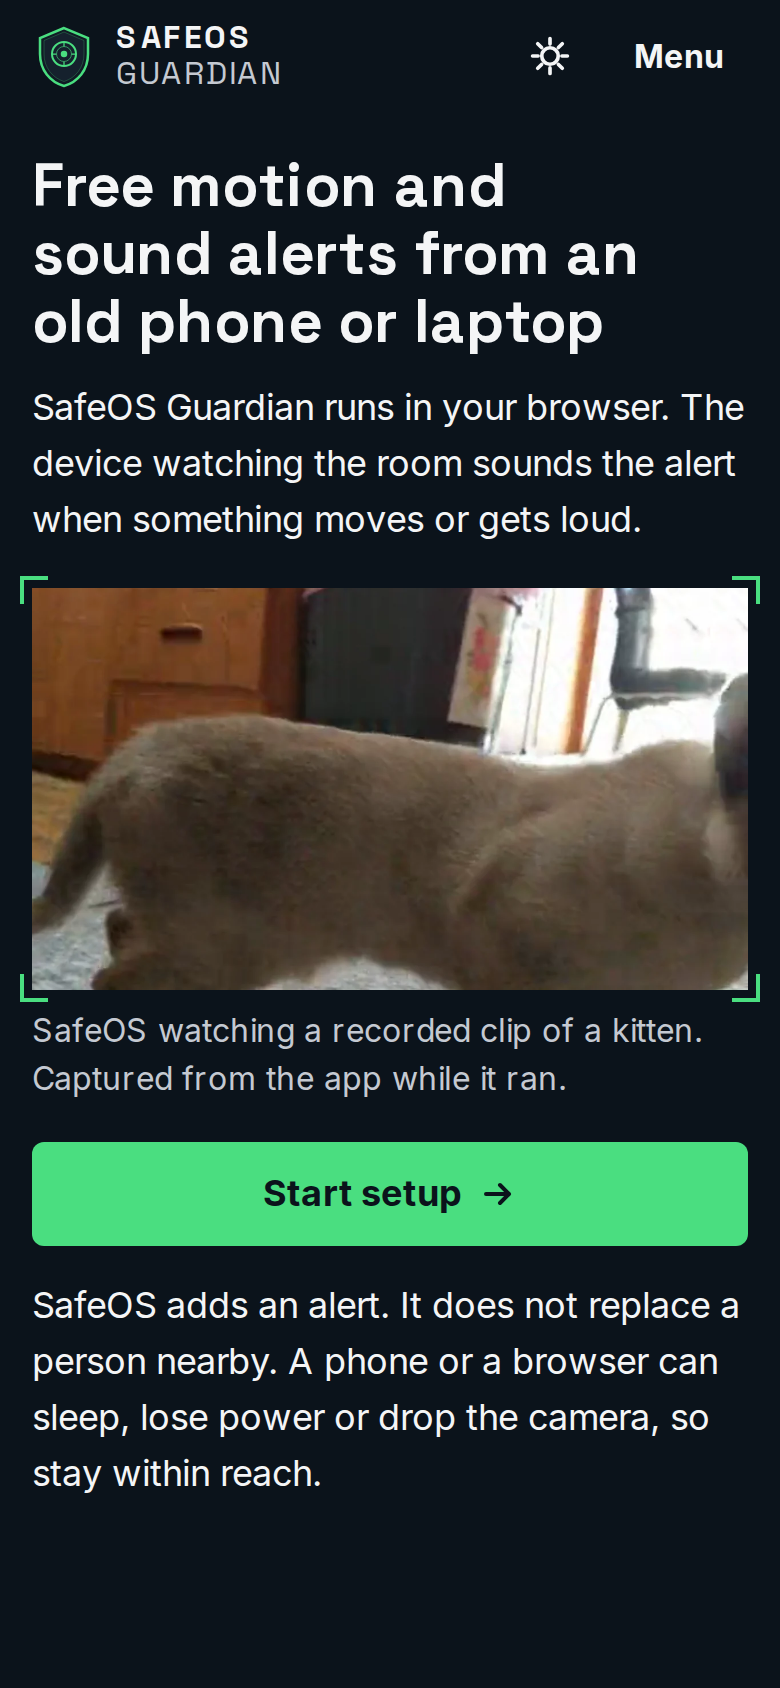 SAFEOS
GUARDIAN
Menu
Free motion and
sound alerts from an
old phone or laptop
SafeOS Guardian runs in your browser. The
device watching the room sounds the alert
when something moves or gets loud.
SafeOS watching a recorded clip of a kitten.
Captured from the app while it ran.
Start setup →
SafeOS adds an alert. It does not replace a
person nearby. A phone or a browser can
sleep, lose power or drop the camera, so
stay within reach.